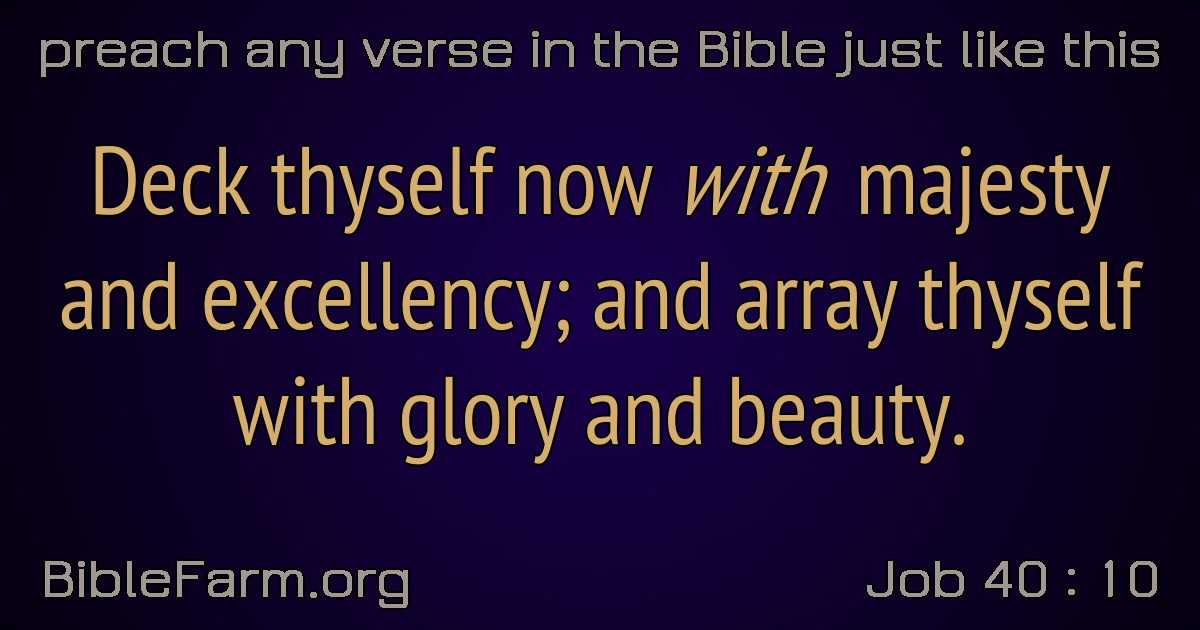 preach any verse in the Bible just like this
Deck thyself now with majesty
and excellency; and array thyself
with glory and beauty.
BibleFarm.org
Job 40 : 10